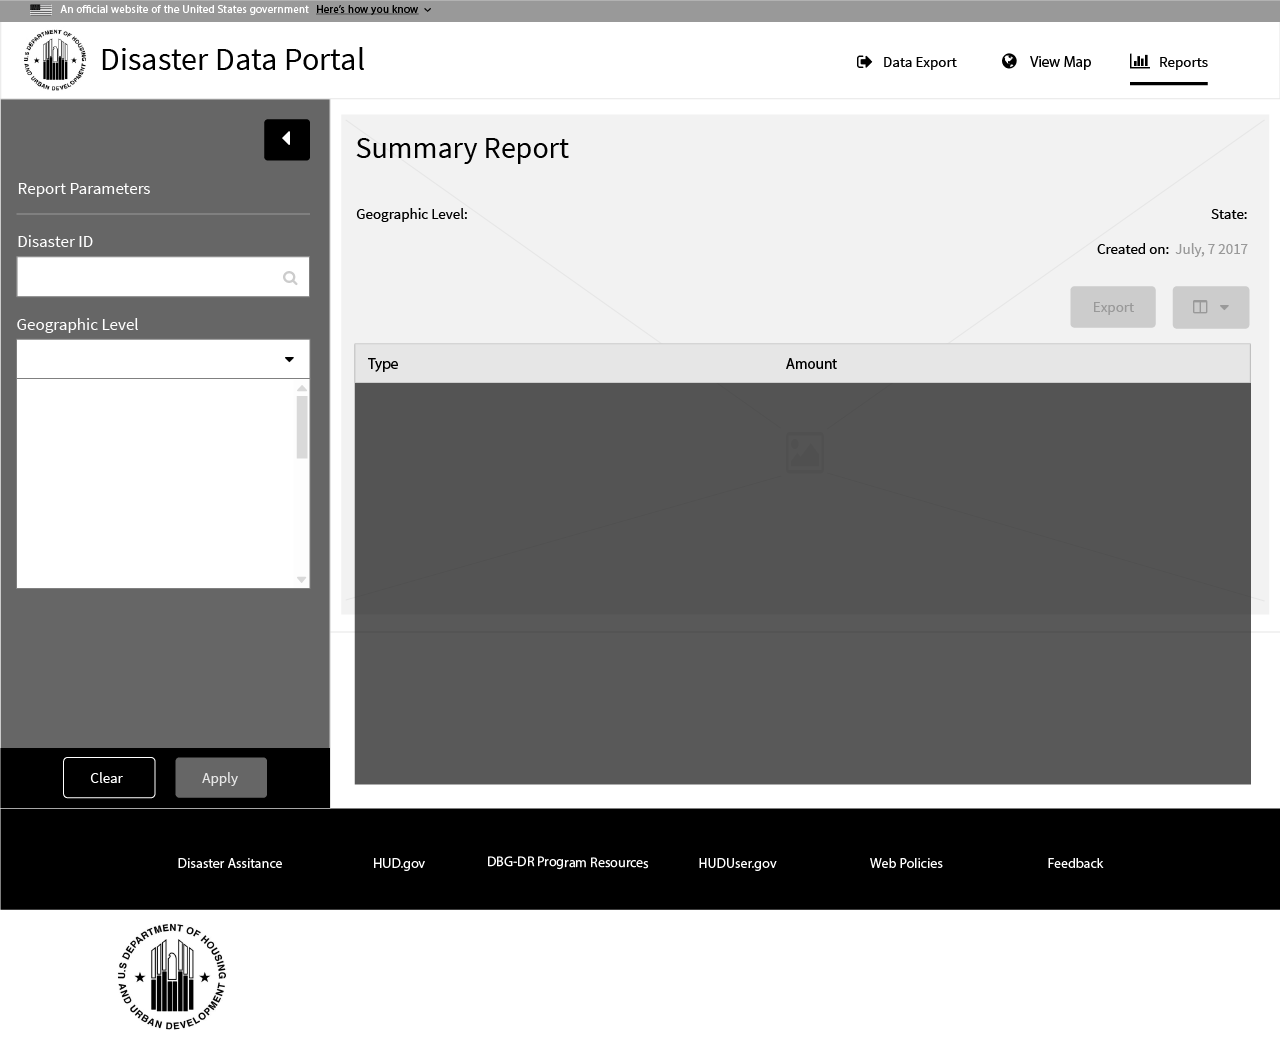 An official website of the United States government Here's how you know
U.S DEPARTMENT OF HOUSING AND URBAN DEVELOPMENT
Disaster Data Portal
Data Export
View Map
Reports
Report Parameters
Disaster ID
Geographic Level
Clear
Apply
Summary Report
Geographic Level:
State:
Created on: July, 7 2017
Export
Type Amount
Disaster Assitance
HUD.gov
DBG-DR Program Resources
HUDUser.gov
Web Policies
Feedback
U.S DEPARTMENT OF HOUSING AND URBAN DEVELOPMENT